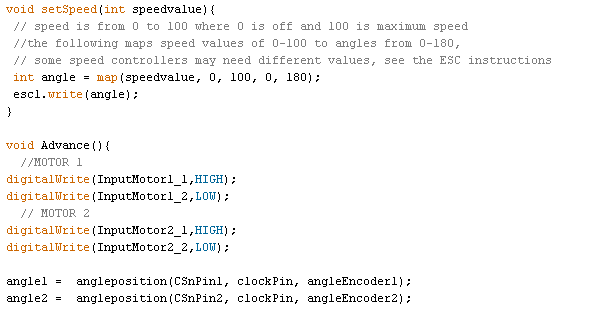 void setSpeed(int speedvalue){
// speed is from 0 to 100 where 0 is off and 100 is maximum speed
//the following maps speed values of 0-100 to angles from 0-180,
// some speed controllers may need different values, see the ESC instructions
int angle = map(speedvalue, 0, 100, 0, 180);
esc1.write(angle);
}
void Advance(){
//MOTOR 1
digitalWrite(InputMotor1_1,HIGH);
digitalWrite(InputMotor1_2,LOW);
// MOTOR 2
digitalWrite(InputMotor2_1,HIGH);
digitalWrite(InputMotor2_2,LOW);
angle1 =  angleposition(CSnPin1, clockPin, angleEncoder1);
angle2 =  angleposition(CSnPin2, clockPin, angleEncoder2);